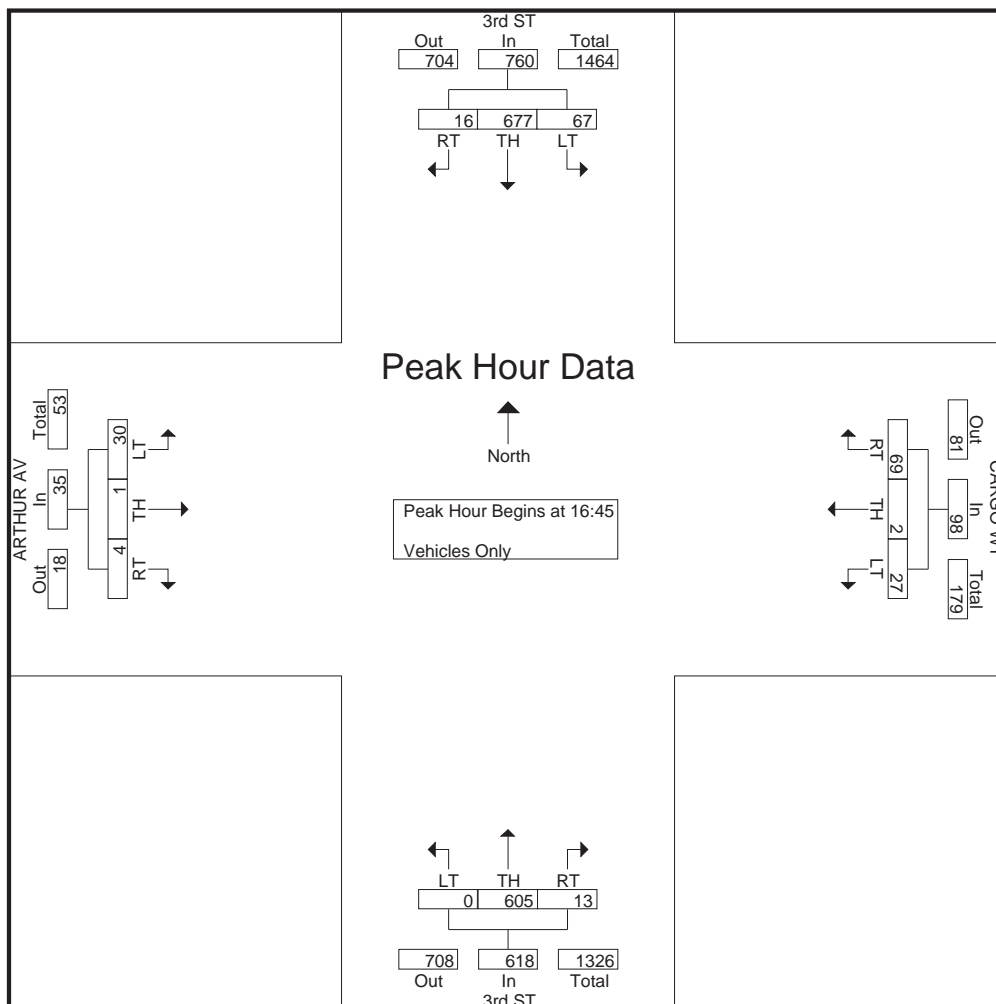 3rd ST
Out In Total
704 760 1464
16 677 67
RT TH LT
Peak Hour Data
North
Peak Hour Begins at 16:45
Vehicles Only
ARTHUR AV
Total In Out
53 35 18
30 1 4
LT TH RT
RT TH LT
69 2 27
81 98 179
Out In Total
LT TH RT
0 605 13
708 618 1326
Out In Total
3rd ST